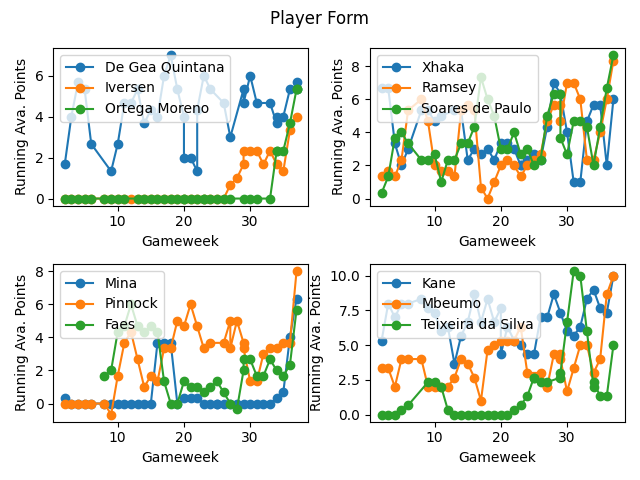 Player Form
De Gea Quintana
Iversen
Ortega Moreno
Running Ava. Points
0
2
4
6
10
20
30
Gameweek
Xhaka
Ramsey
Soares de Paulo
Running Ava. Points
0
2
4
6
8
10
20
30
Gameweek
Mina
Pinnock
Faes
Running Ava. Points
0
2
4
6
8
10
20
30
Gameweek
Kane
Mbeumo
Teixeira da Silva
Running Ava. Points
0.0
2.5
5.0
7.5
10.0
10
20
30
Gameweek